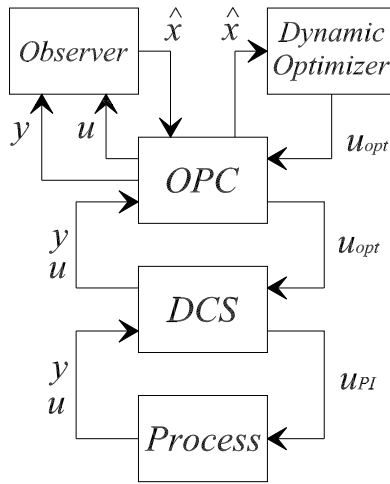 Observer
x̂
x̂
Dynamic
Optimizer
y
u
u_opt
OPC
y
u
u_opt
DCS
y
u
u_PI
Process